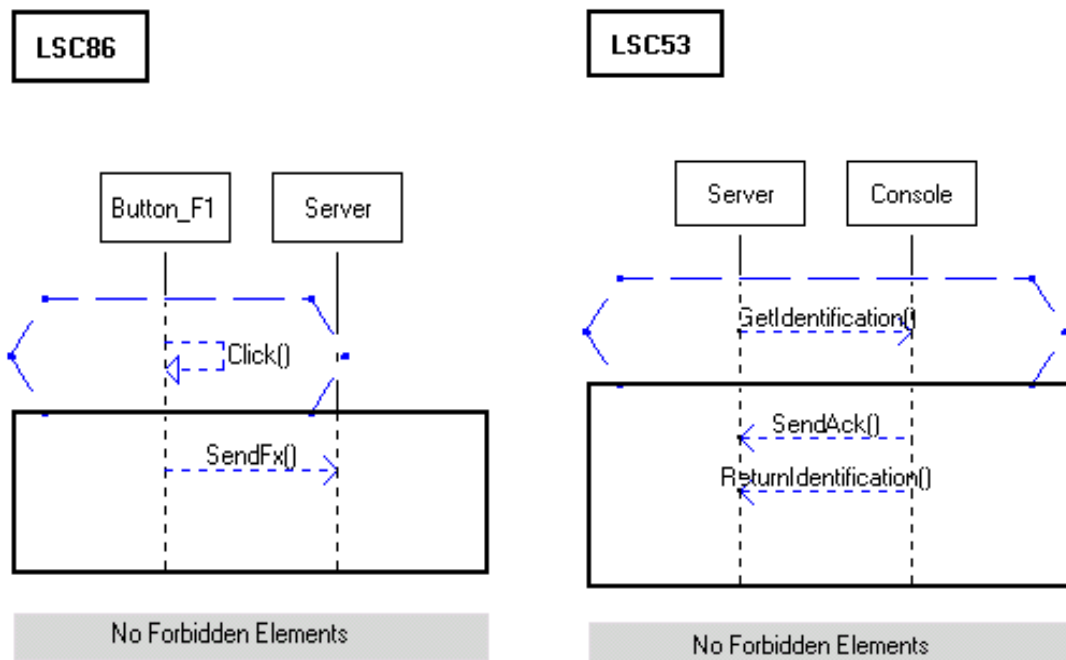 LSC86
Button_F1
Server
Click()
SendFx()
No Forbidden Elements
LSC53
Server
Console
GetIdentification()
SendAck()
ReturnIdentification()
No Forbidden Elements